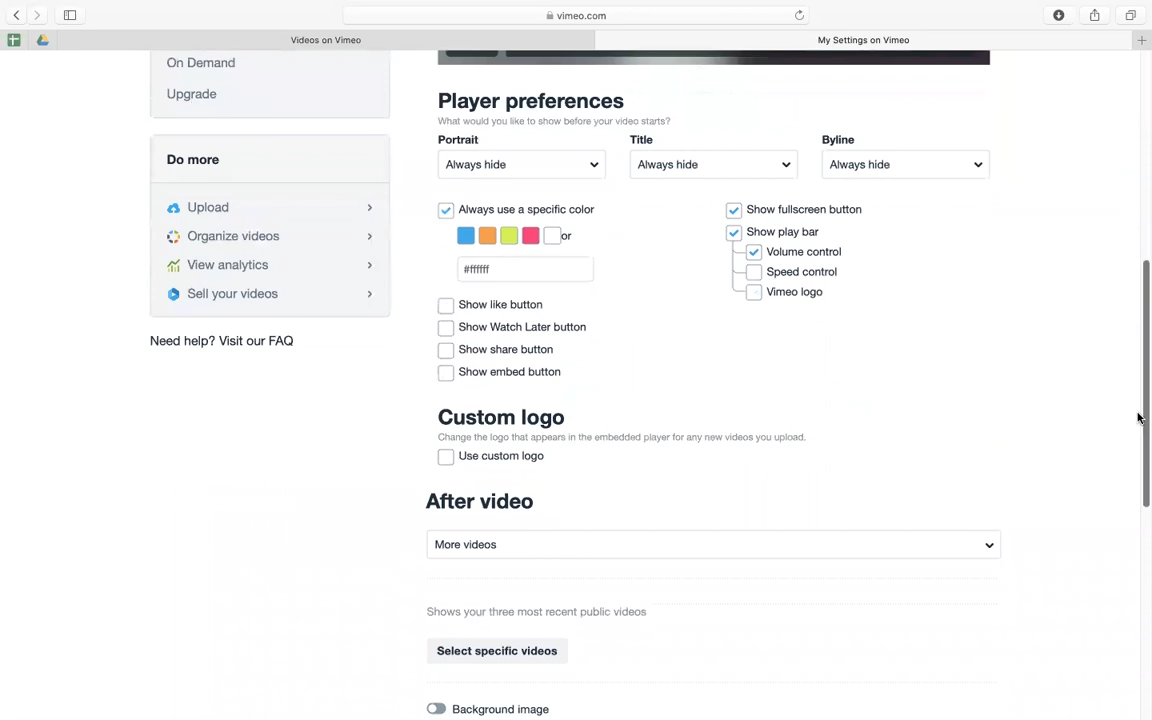 vimeo.com
Videos on Vimeo
My Settings on Vimeo
On Demand
Upgrade
Do more
Upload
Organize videos
View analytics
Sell your videos
Need help? Visit our FAQ
Player preferences
What would you like to show before your video starts?
Portrait
Title
Byline
Always hide
Always hide
Always hide
Always use a specific color
or
#ffffff
Show like button
Show Watch Later button
Show share button
Show embed button
Show fullscreen button
Show play bar
Volume control
Speed control
Vimeo logo
Custom logo
Change the logo that appears in the embedded player for any new videos you upload.
Use custom logo
After video
More videos
Shows your three most recent public videos
Select specific videos
Background image